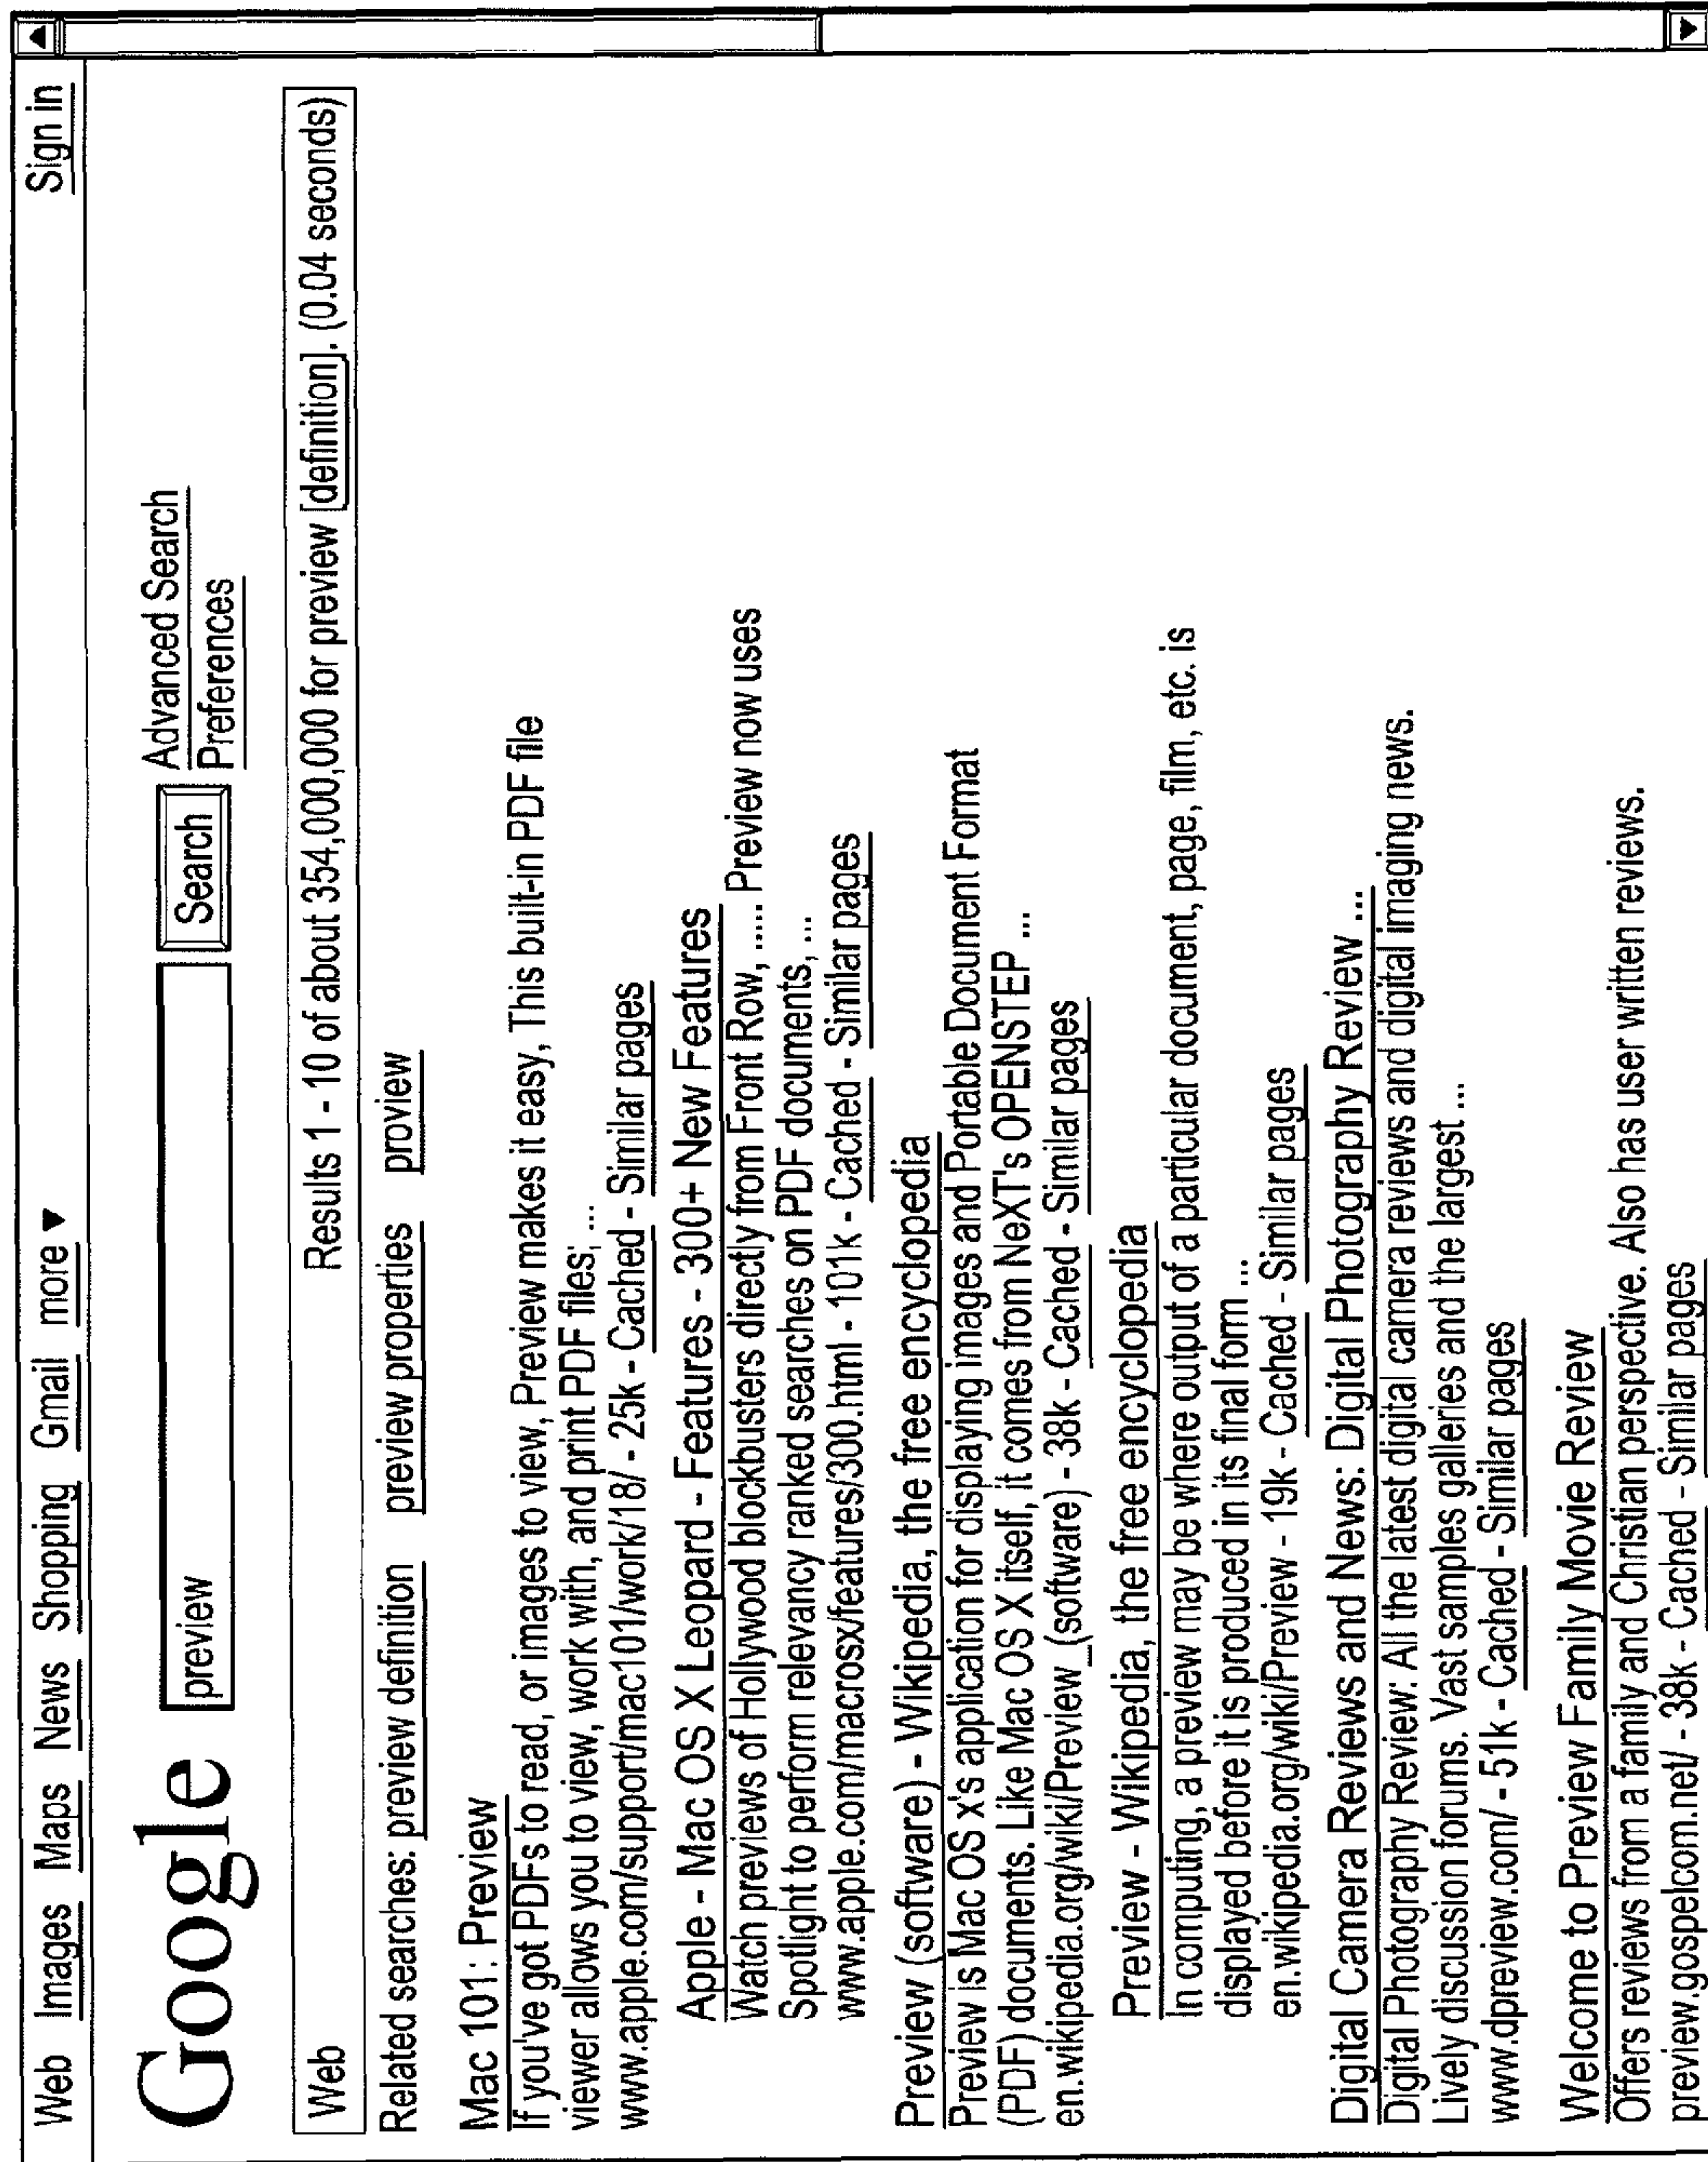 Web Images Maps News Shopping Gmail more ▼ Sign in
Google preview Search Advanced Search
Preferences
Web Results 1 - 10 of about 354,000,000 for preview [definition]. (0.04 seconds)
Related searches: preview definition preview properties proview
Mac 101: Preview
If you've got PDFs to read, or images to view, Preview makes it easy, This built-in PDF file
viewer allows you to view, work with, and print PDF files; ...
www.apple.com/support/mac101/work/18/ - 25k - Cached - Similar pages
Apple - Mac OS X Leopard - Features - 300+ New Features
Watch previews of Hollywood blockbusters directly from Front Row, .... Preview now uses
Spotlight to perform relevancy ranked searches on PDF documents, ...
www.apple.com/macrosx/features/300.html - 101k - Cached - Similar pages
Preview (software) - Wikipedia, the free encyclopedia
Preview is Mac OS x's application for displaying images and Portable Document Format
(PDF) documents. Like Mac OS X itself, it comes from NeXT's OPENSTEP ...
en.wikipedia.org/wiki/Preview_(software) - 38k - Cached - Similar pages
Preview - Wikipedia, the free encyclopedia
In computing, a preview may be where output of a particular document, page, film, etc. is
displayed before it is produced in its final form ...
en.wikipedia.org/wiki/Preview - 19k - Cached - Similar pages
Digital Camera Reviews and News: Digital Photography Review ...
Digital Photography Review: All the latest digital camera reviews and digital imaging news.
Lively discussion forums. Vast samples galleries and the largest ...
www.dpreview.com/ - 51k - Cached - Similar pages
Welcome to Preview Family Movie Review
Offers reviews from a family and Christian perspective. Also has user written reviews.
preview.gospelcom.net/ - 38k - Cached - Similar pages